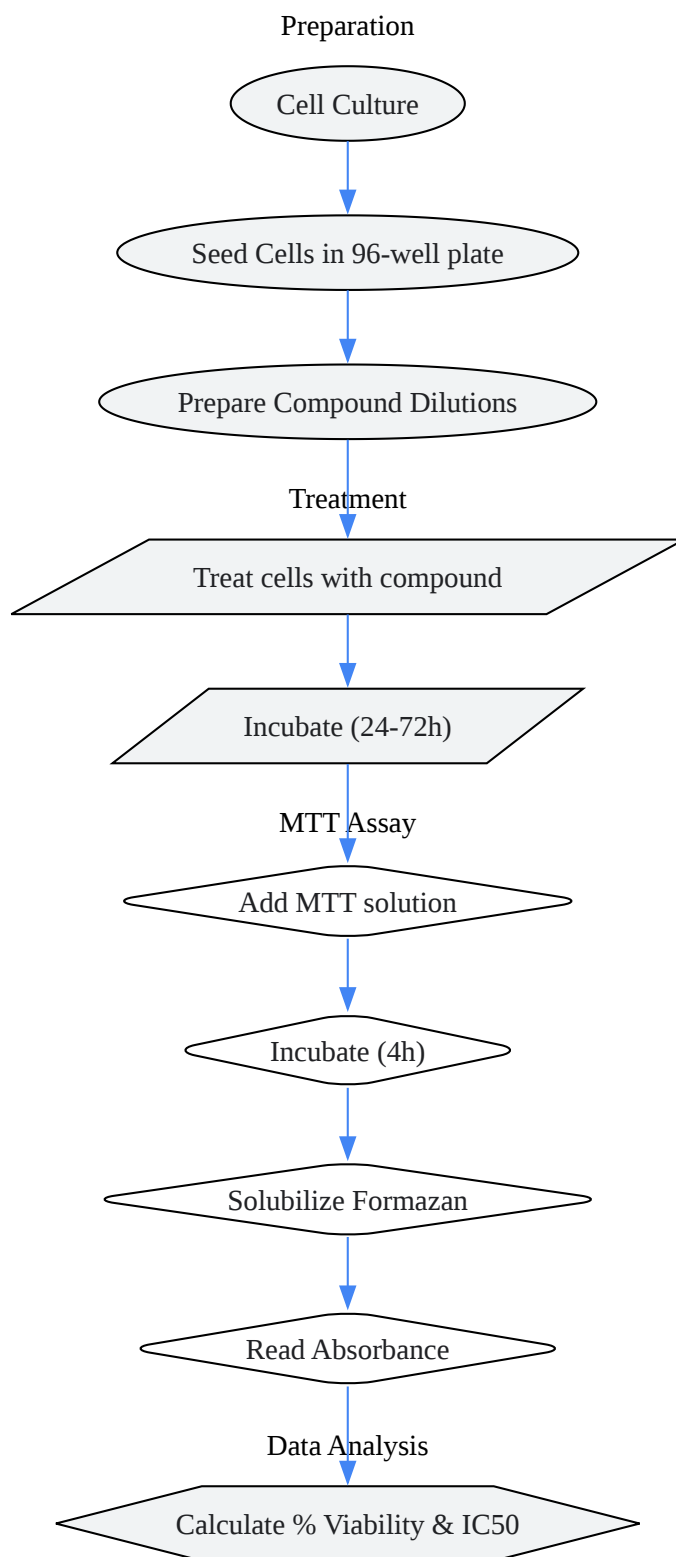 Preparation
Cell Culture
Seed Cells in 96-well plate
Prepare Compound Dilutions
Treatment
Treat cells with compound
Incubate (24-72h)
MTT Assay
Add MTT solution
Incubate (4h)
Solubilize Formazan
Read Absorbance
Data Analysis
Calculate % Viability & IC50